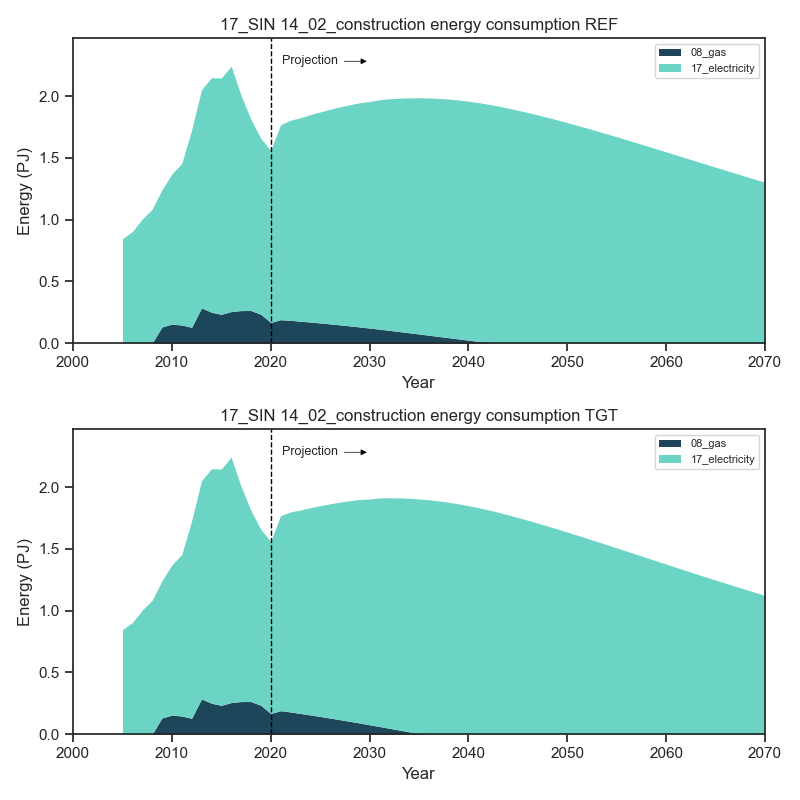 17_SIN 14_02_construction energy consumption REF
Projection
08_gas
17_electricity
2.0
1.5
1.0
0.5
0.0
Energy (PJ)
2000 2010 2020 2030 2040 2050 2060 2070
Year
17_SIN 14_02_construction energy consumption TGT
Projection
08_gas
17_electricity
2.0
1.5
1.0
0.5
0.0
Energy (PJ)
2000 2010 2020 2030 2040 2050 2060 2070
Year